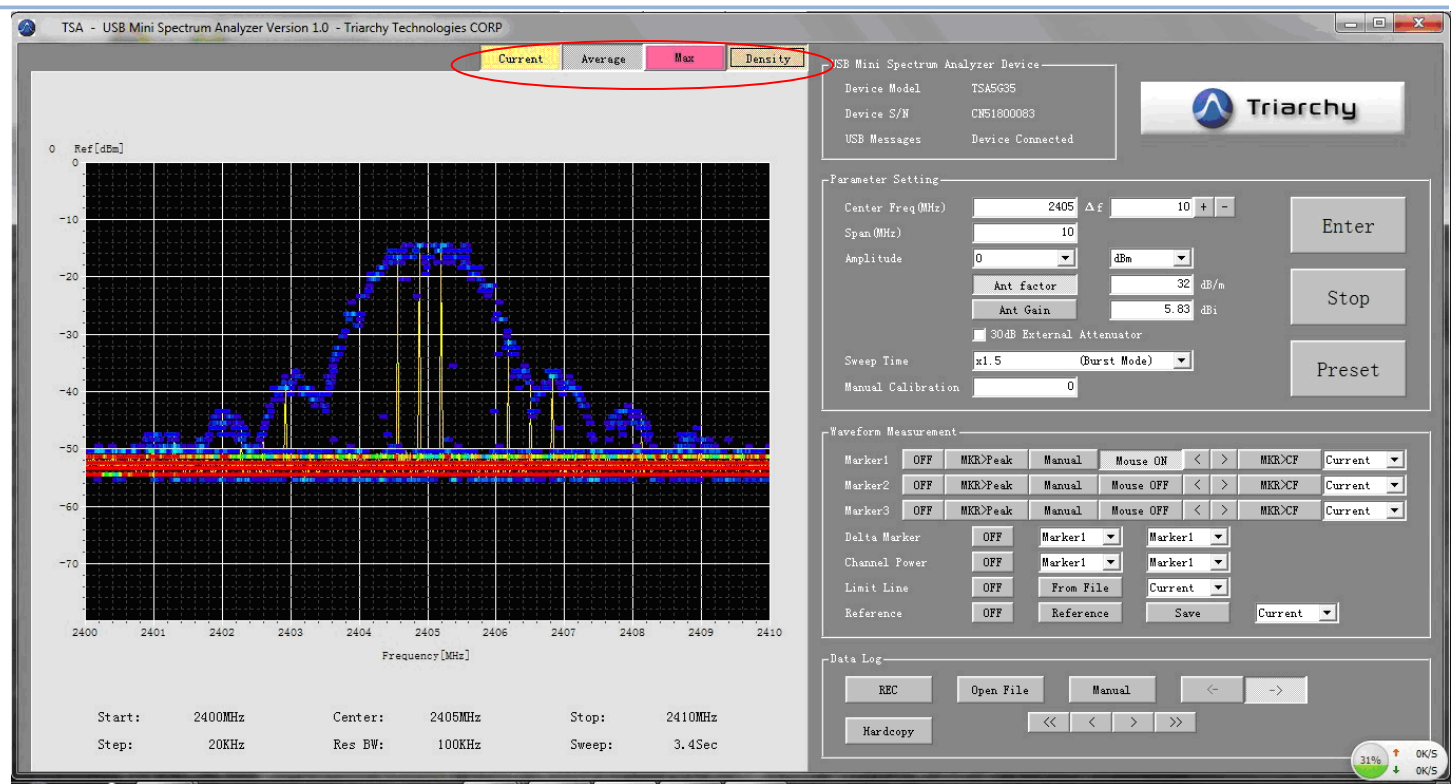 TSA - USB Mini Spectrum Analyzer Version 1.0 - Triarchy Technologies CORP
Current Average Max Density
0 Ref[dBm]
0
-10
-20
-30
-40
-50
-60
-70
2400 2401 2402 2403 2404 2405 2406 2407 2408 2409 2410
Frequency[MHz]
Start: 2400MHz Center: 2405MHz Stop: 2410MHz
Step: 20KHz Res BW: 100KHz Sweep: 3.4Sec
USB Mini Spectrum Analyzer Device
Device Model TSA5G35
Device S/N CN51800083
USB Messages Device Connected
Triarchy
Parameter Setting
Center Freq(MHz) 2405 Δf 10 + -
Span(MHz) 10
Amplitude 0 dBm
Ant factor 32 dB/m
Ant Gain 5.83 dBi
30dB External Attenuator
Sweep Time x1.5 (Burst Mode)
Manual Calibration 0
Enter
Stop
Preset
Waveform Measurement
Marker1 OFF MKR>Peak Manual Mouse ON < > MKR>CF Current
Marker2 OFF MKR>Peak Manual Mouse OFF < > MKR>CF Current
Marker3 OFF MKR>Peak Manual Mouse OFF < > MKR>CF Current
Delta Marker OFF Marker1 Marker1
Channel Power OFF Marker1 Marker1
Limit Line OFF From File Current
Reference OFF Reference Save Current
Data Log
REC Open File Manual <- ->
Hardcopy << < > >>
31% ↑ 0K/S
↓ 0K/S